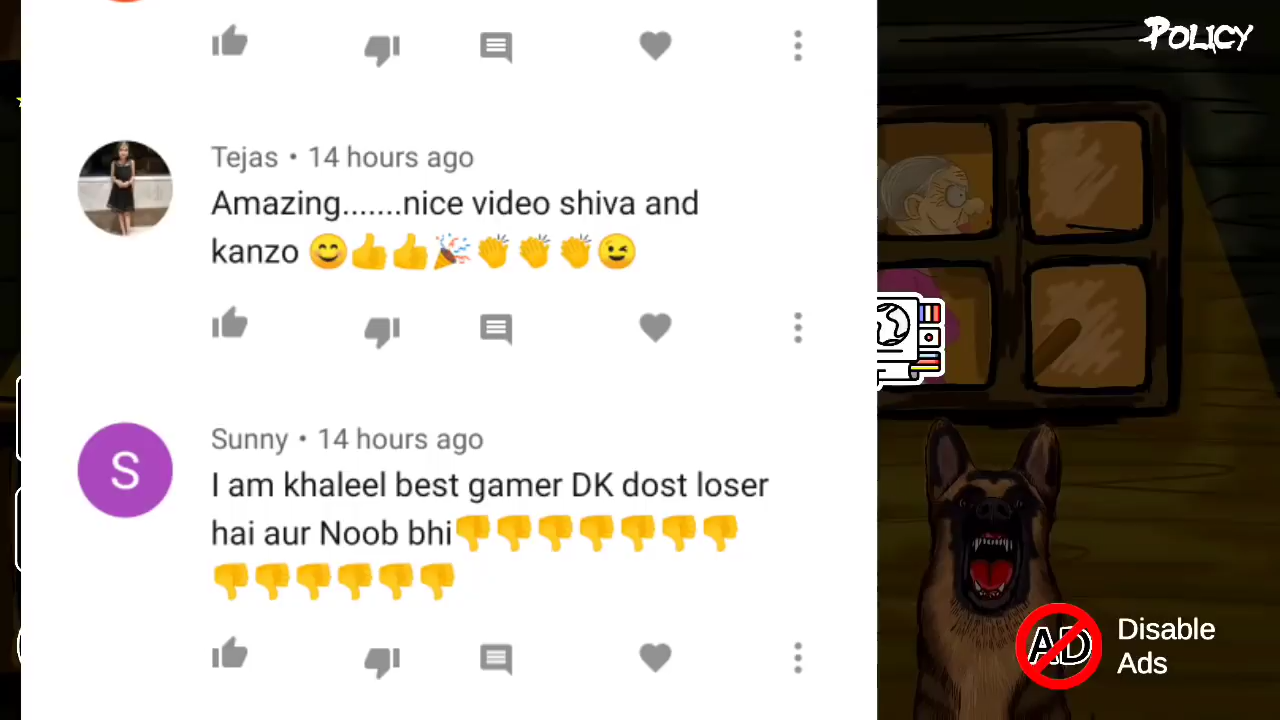 POLICY
Tejas • 14 hours ago
Amazing.......nice video shiva and
kanzo 😊👍👍🎉👏👏👏😉
Sunny • 14 hours ago
S
I am khaleel best gamer DK dost loser
hai aur Noob bhi👎👎👎👎👎👎👎
👎👎👎👎👎👎
AD
Disable
Ads